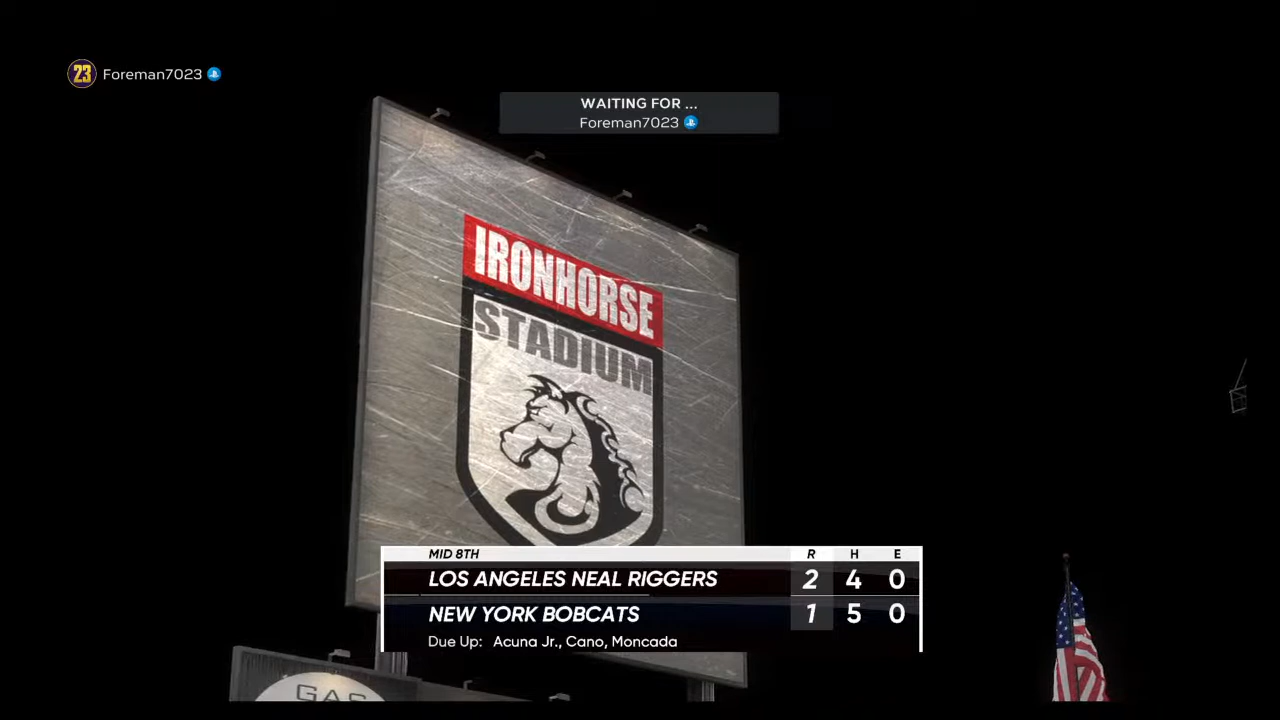 23 Foreman7023
WAITING FOR ...
Foreman7023
IRONHORSE
STADIUM
MID 8TH R H E
LOS ANGELES NEAL RIGGERS 2 4 0
NEW YORK BOBCATS 1 5 0
Due Up: Acuna Jr., Cano, Moncada
GAS